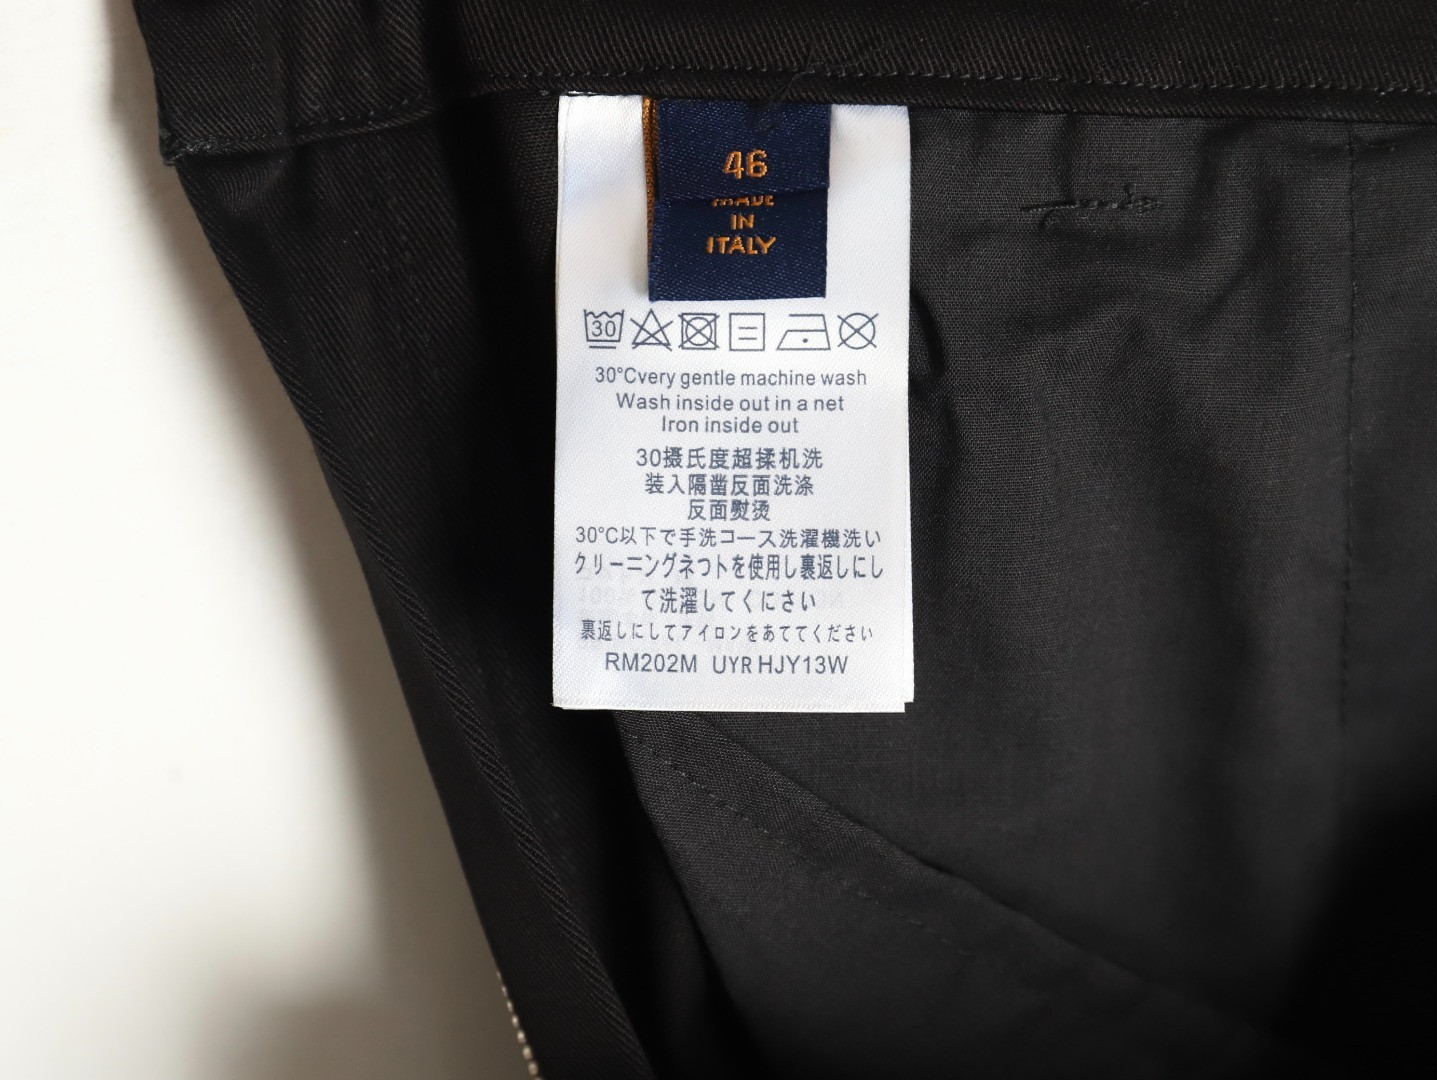 46
MADE
IN
ITALY
30
30°Cvery gentle machine wash
Wash inside out in a net
Iron inside out
30摄氏度超揉机洗
装入隔凿反面洗涤
反面熨烫
30°C以下で手洗コース洗濯機洗い
クリーニングネつトを使用し裏返しにし
て洗濯してくにさい
裏返しにしてアイロンをあててください
RM202M UYR HJY13W